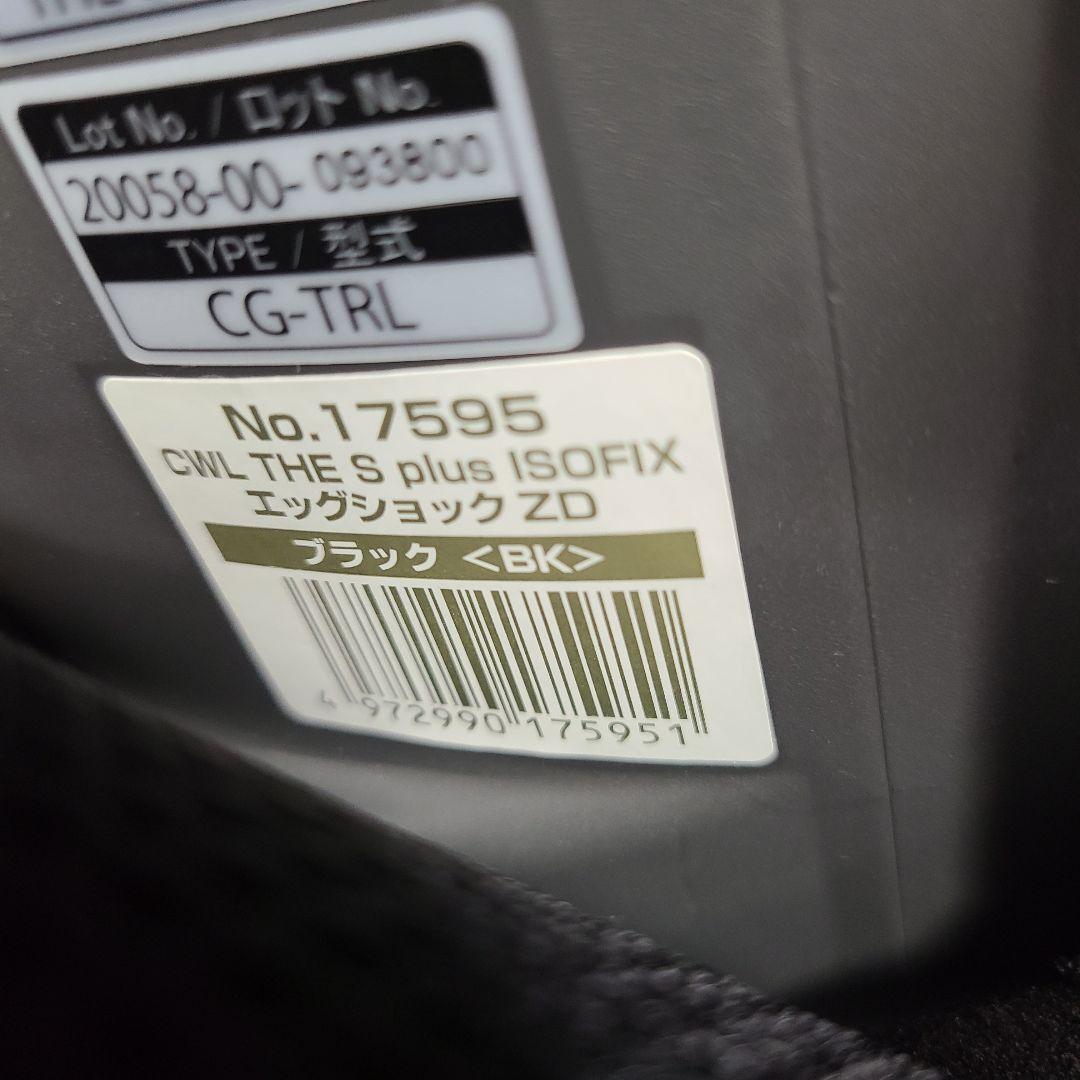 Lot No. / ロット No.
20058-00-093800
TYPE / 型式
CG-TRL
No.17595
CWL THE S plus ISOFIX
エッグショック ZD
ブラック <BK>
4 972990 175951